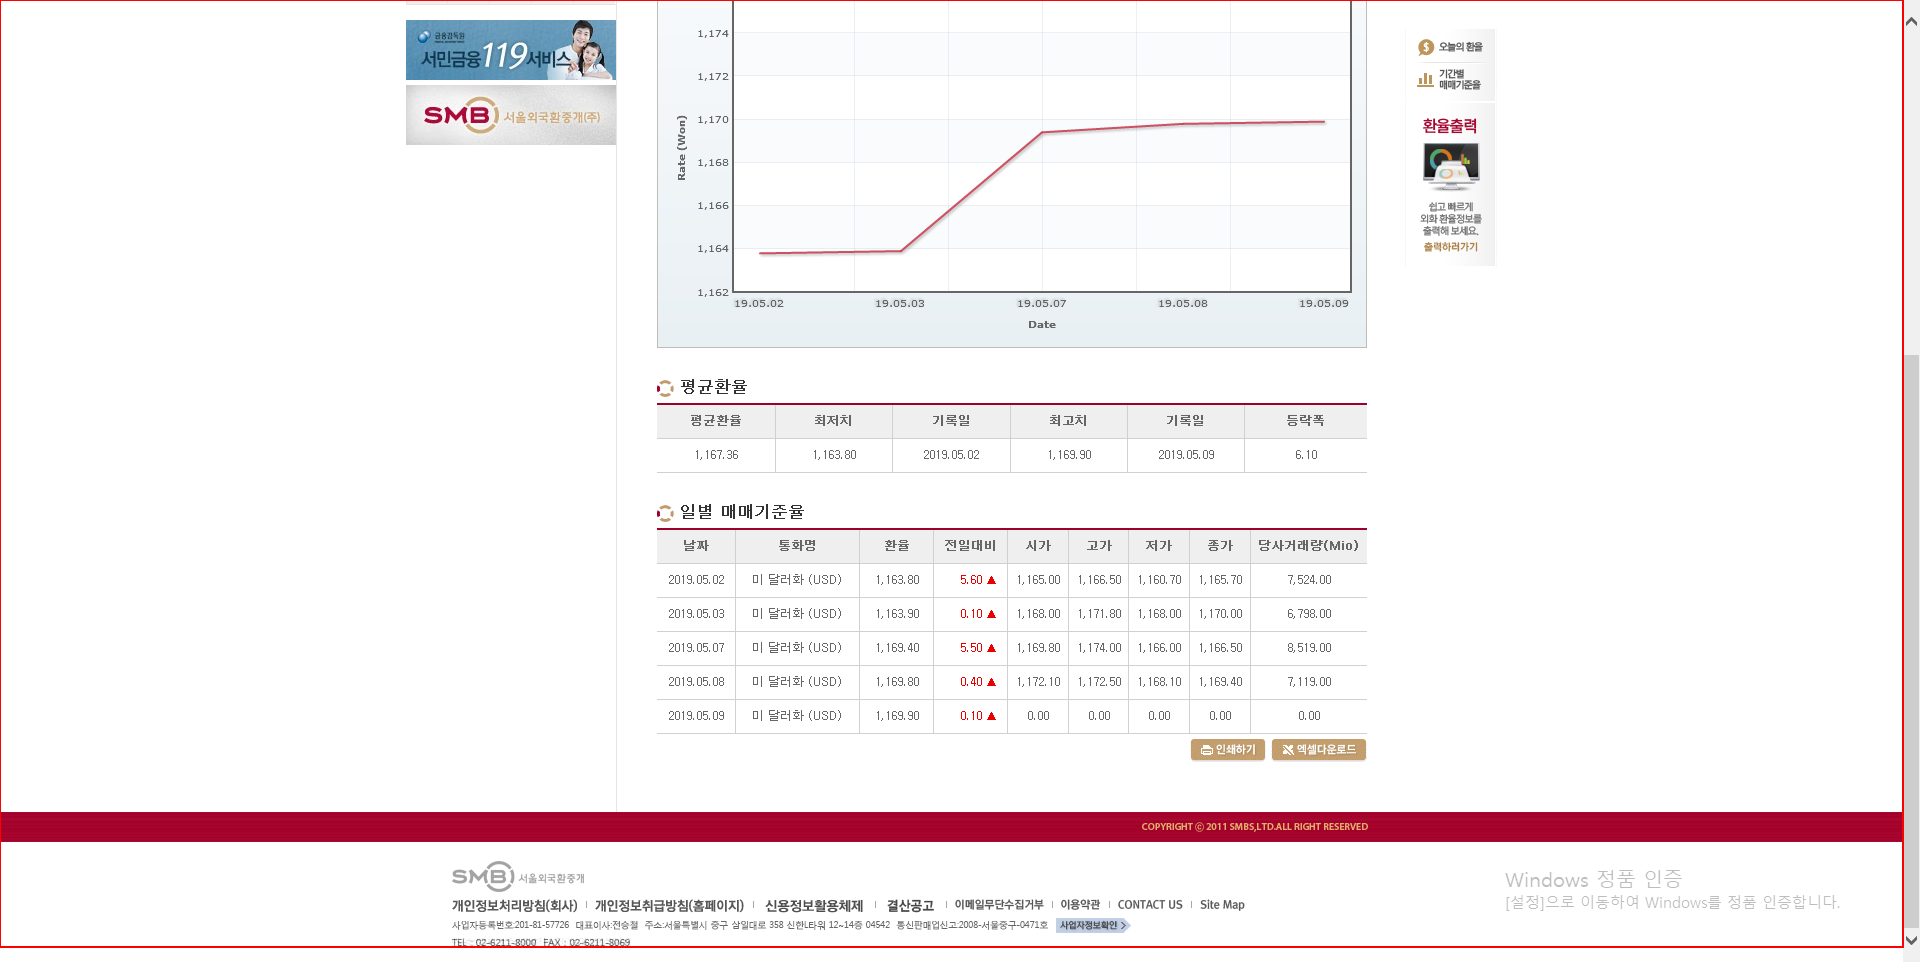 금융감독원
서민금융119서비스
SMB 서울외국환중개(주)
1,174
1,172
1,170
1,168
1,166
1,164
1,162
Rate (Won)
19.05.02 19.05.03 19.05.07 19.05.08 19.05.09
Date
오늘의 환율
기간별
매매기준율
환율출력
쉽고 빠르게
외화 환율정보를
출력해 보세요.
출력하러가기
평균환율
평균환율 최저치 기록일 최고치 기록일 등락폭
1,167.36 1,163.80 2019.05.02 1,169.90 2019.05.09 6.10
일별 매매기준율
날짜 통화명 환율 전일대비 시가 고가 저가 종가 당사거래량(Mio)
2019.05.02 미 달러화 (USD) 1,163.80 5.60 ▲ 1,165.00 1,166.50 1,160.70 1,165.70 7,524.00
2019.05.03 미 달러화 (USD) 1,163.90 0.10 ▲ 1,168.00 1,171.80 1,168.00 1,170.00 6,798.00
2019.05.07 미 달러화 (USD) 1,169.40 5.50 ▲ 1,169.80 1,174.00 1,166.00 1,166.50 8,519.00
2019.05.08 미 달러화 (USD) 1,169.80 0.40 ▲ 1,172.10 1,172.50 1,168.10 1,169.40 7,119.00
2019.05.09 미 달러화 (USD) 1,169.90 0.10 ▲ 0.00 0.00 0.00 0.00 0.00
인쇄하기 엑셀다운로드
COPYRIGHT ⓒ 2011 SMBS,LTD.ALL RIGHT RESERVED
SMB 서울외국환중개
개인정보처리방침(회사) 개인정보취급방침(홈페이지) 신용정보활용체제 결산공고 이메일무단수집거부 이용약관 CONTACT US Site Map
사업자등록번호:201-81-57726 대표이사:전승철 주소:서울특별시 중구 삼일대로 358 신한L타워 12~14층 04542 통신판매업신고:2008-서울중구-0471호 사업자정보확인
TEL : 02-6211-8000 FAX : 02-6211-8069
Windows 정품 인증
[설정]으로 이동하여 Windows를 정품 인증합니다.